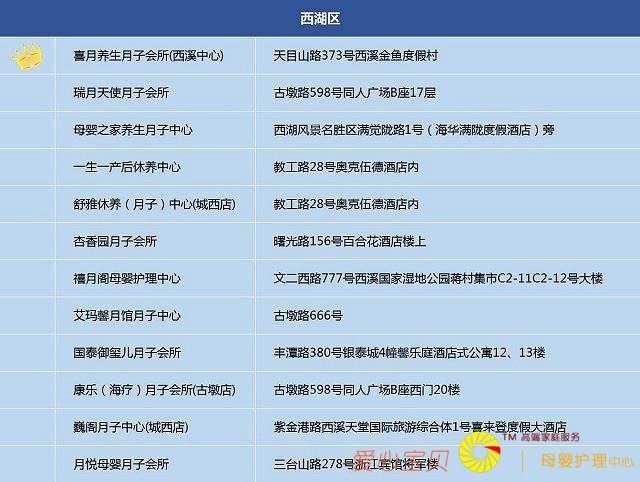 西湖区
喜月养生月子会所(西溪中心) 天目山路373号西溪金鱼度假村
瑞月天使月子会所 古墩路598号同人广场B座17层
母婴之家养生月子中心 西湖风景名胜区满觉陇路1号（海华满陇度假酒店）旁
一生一产后休养中心 教工路28号奥克伍德酒店内
舒雅休养（月子）中心(城西店) 教工路28号奥克伍德酒店内
杏香园月子会所 曙光路156号百合花酒店楼上
禧月阁母婴护理中心 文二西路777号西溪国家湿地公园蒋村集市C2-11C2-12号大楼
艾玛馨月馆月子中心 古墩路666号
国泰御玺儿月子会所 丰潭路380号银泰城4幢馨乐庭酒店式公寓12、13楼
康乐（海疗）月子会所(古墩店) 古墩路598号同人广场B座西门20楼
巍阁月子中心(城西店) 紫金港路西溪天堂国际旅游综合体1号喜来登度假大酒店
月悦母婴月子会所 三台山路278号浙江宾馆将军楼
爱心宝贝
TM 高端家庭服务
母婴护理中心